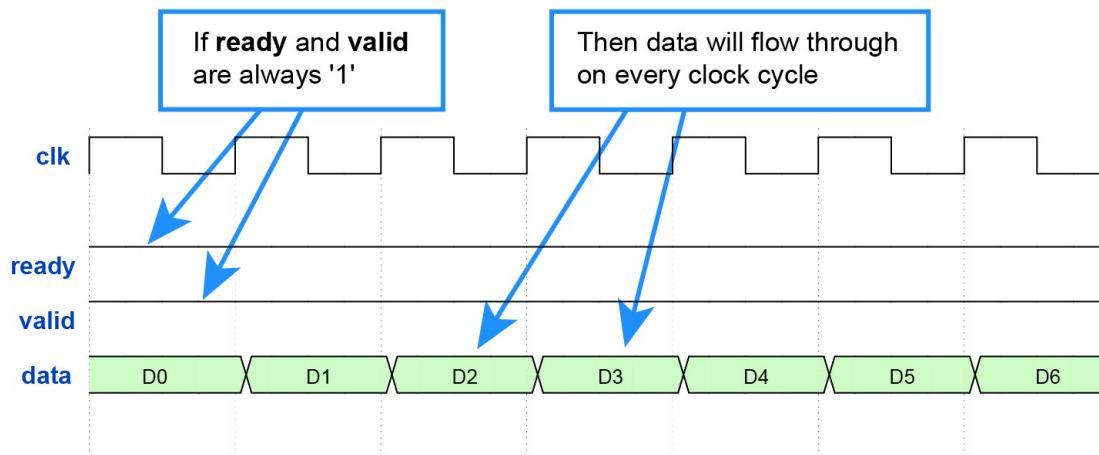 If ready and valid
are always '1'
Then data will flow through
on every clock cycle
clk
ready
valid
data
D0 D1 D2 D3 D4 D5 D6